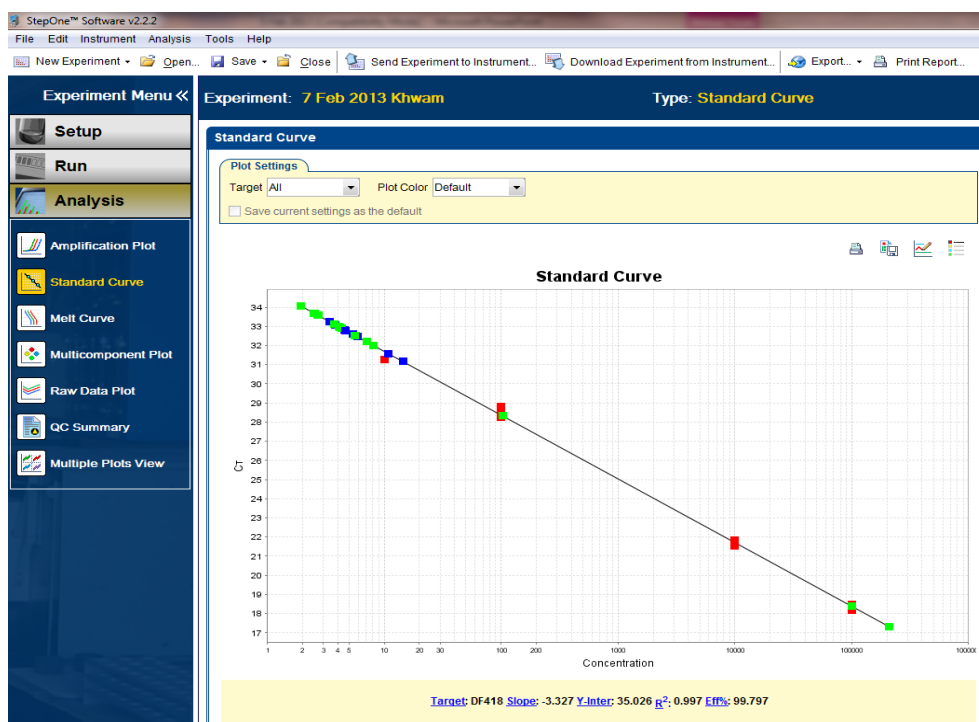 StepOne™ Software v2.2.2
File Edit Instrument Analysis Tools Help
New Experiment Open... Save Close Send Experiment to Instrument... Download Experiment from Instrument... Export... Print Report...
Experiment Menu «
Experiment: 7 Feb 2013 Khwam Type: Standard Curve
Setup
Run
Analysis
Amplification Plot
Standard Curve
Melt Curve
Multicomponent Plot
Raw Data Plot
QC Summary
Multiple Plots View
Standard Curve
Plot Settings
Target All Plot Color Default
Save current settings as the default
Standard Curve
34
33
32
31
30
29
28
27
26
25
24
23
22
21
20
19
18
17
CT
1 2 3 4 5 10 20 30 100 200 1000 10000 100000 100000
Concentration
Target: DF418 Slope: -3.327 Y-Inter: 35.026 R²: 0.997 Eff%: 99.797